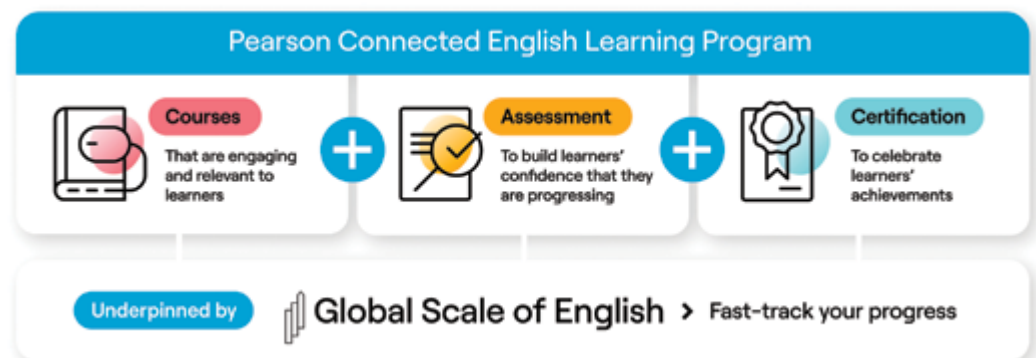 Pearson Connected English Learning Program
Courses
That are engaging
and relevant to
learners
Assessment
To build learners'
confidence that they
are progressing
Certification
To celebrate
learners'
achievements
Underpinned by
Global Scale of English > Fast-track your progress